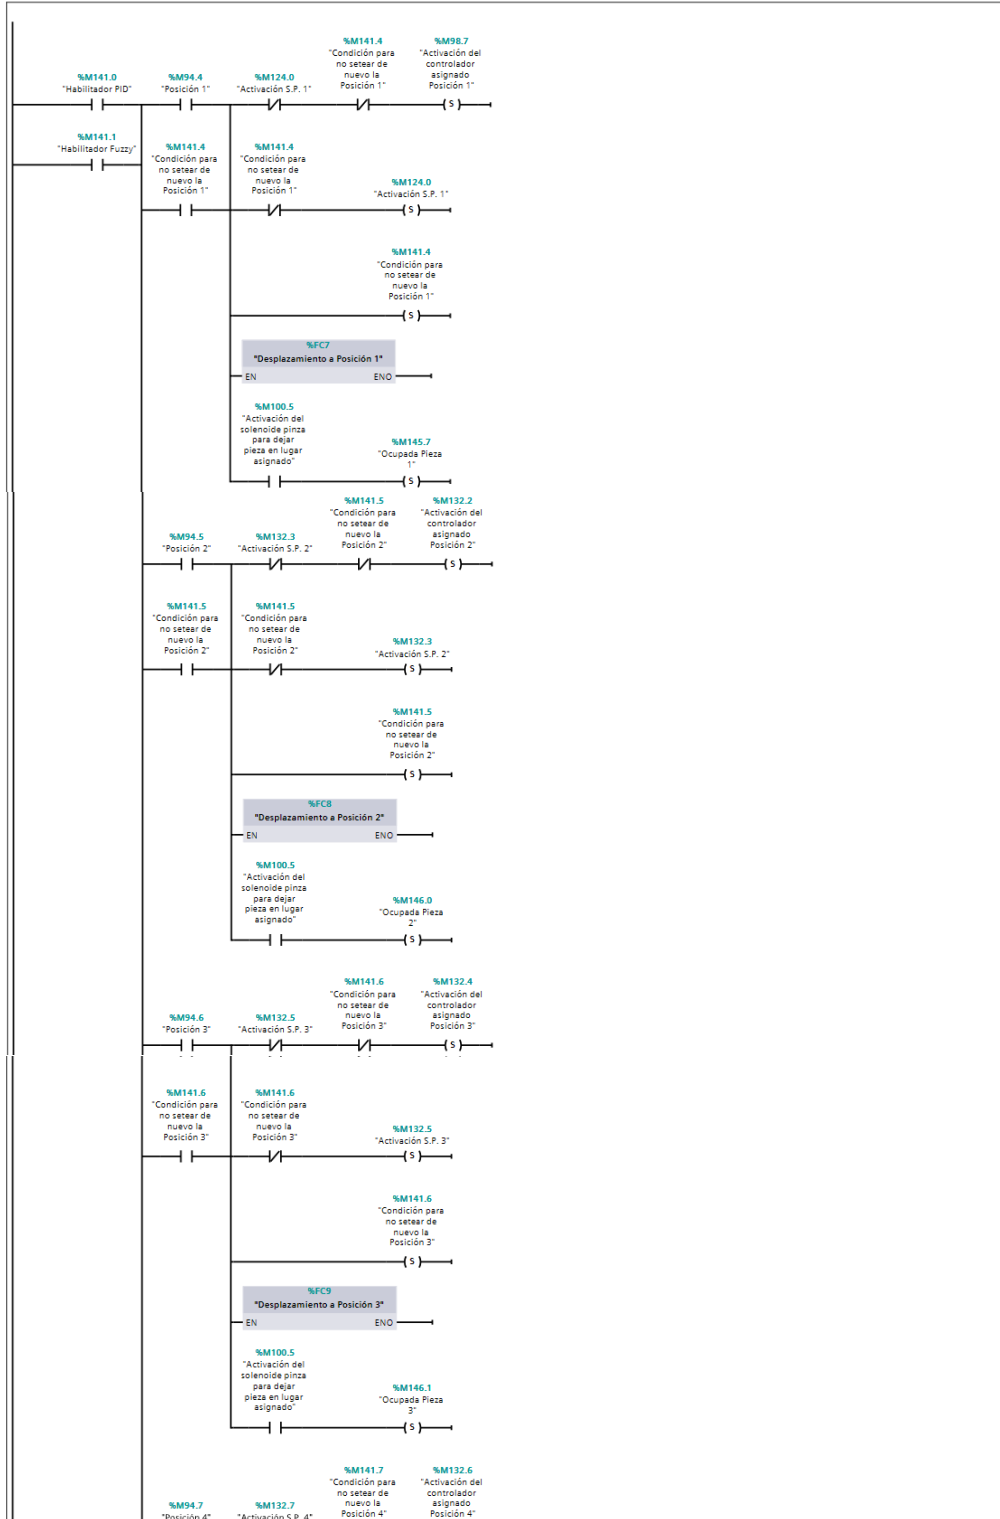 %M141.4
"Condición para
no setear de
nuevo la
Posición 1"
%M98.7
"Activación del
controlador
asignado
Posición 1"
%M141.0
"Habilitador PID"
%M94.4
"Posición 1"
%M124.0
"Activación S.P. 1"
( S )
%M141.1
"Habilitador Fuzzy"
%M141.4
"Condición para
no setear de
nuevo la
Posición 1"
%M141.4
"Condición para
no setear de
nuevo la
Posición 1"
%M124.0
"Activación S.P. 1"
( S )
%M141.4
"Condición para
no setear de
nuevo la
Posición 1"
( S )
%FC7
"Desplazamiento a Posición 1"
EN ENO
%M100.5
"Activación del
solenoide pinza
para dejar
pieza en lugar
asignado"
%M145.7
"Ocupada Pieza
1"
( S )
%M141.5
"Condición para
no setear de
nuevo la
Posición 2"
%M132.2
"Activación del
controlador
asignado
Posición 2"
%M94.5
"Posición 2"
%M132.3
"Activación S.P. 2"
( S )
%M141.5
"Condición para
no setear de
nuevo la
Posición 2"
%M141.5
"Condición para
no setear de
nuevo la
Posición 2"
%M132.3
"Activación S.P. 2"
( S )
%M141.5
"Condición para
no setear de
nuevo la
Posición 2"
( S )
%FC8
"Desplazamiento a Posición 2"
EN ENO
%M100.5
"Activación del
solenoide pinza
para dejar
pieza en lugar
asignado"
%M146.0
"Ocupada Pieza
2"
( S )
%M141.6
"Condición para
no setear de
nuevo la
Posición 3"
%M132.4
"Activación del
controlador
asignado
Posición 3"
%M94.6
"Posición 3"
%M132.5
"Activación S.P. 3"
( S )
%M141.6
"Condición para
no setear de
nuevo la
Posición 3"
%M141.6
"Condición para
no setear de
nuevo la
Posición 3"
%M132.5
"Activación S.P. 3"
( S )
%M141.6
"Condición para
no setear de
nuevo la
Posición 3"
( S )
%FC9
"Desplazamiento a Posición 3"
EN ENO
%M100.5
"Activación del
solenoide pinza
para dejar
pieza en lugar
asignado"
%M146.1
"Ocupada Pieza
3"
( S )
%M141.7
"Condición para
no setear de
nuevo la
Posición 4"
%M132.6
"Activación del
controlador
asignado
Posición 4"
%M94.7
"Posición 4"
%M132.7
"Activación S.P. 4"